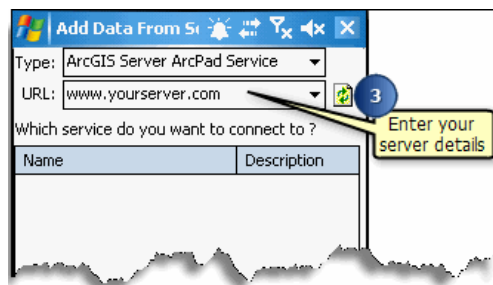 Add Data From Se
Type: ArcGIS Server ArcPad Service
URL: www.yourserver.com
3
Enter your
server details
Which service do you want to connect to ?
Name Description